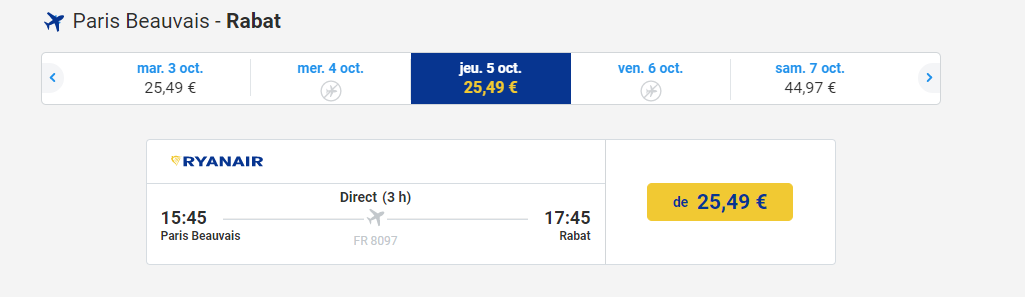 Paris Beauvais - Rabat
mar. 3 oct.
25,49 €
mer. 4 oct.
jeu. 5 oct.
25,49 €
ven. 6 oct.
sam. 7 oct.
44,97 €
RYANAIR
Direct (3 h)
15:45
17:45
Paris Beauvais
Rabat
FR 8097
de 25,49 €